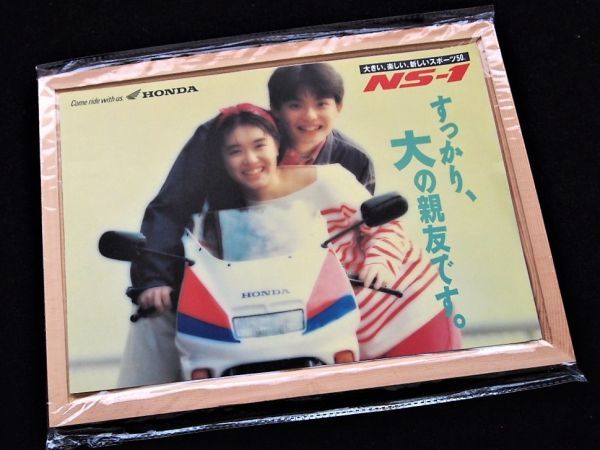 Come ride with us. HONDA
大きい、楽しい、新しいスポーツ50。
NS-1
すっかり、
大の親友です。
HONDA